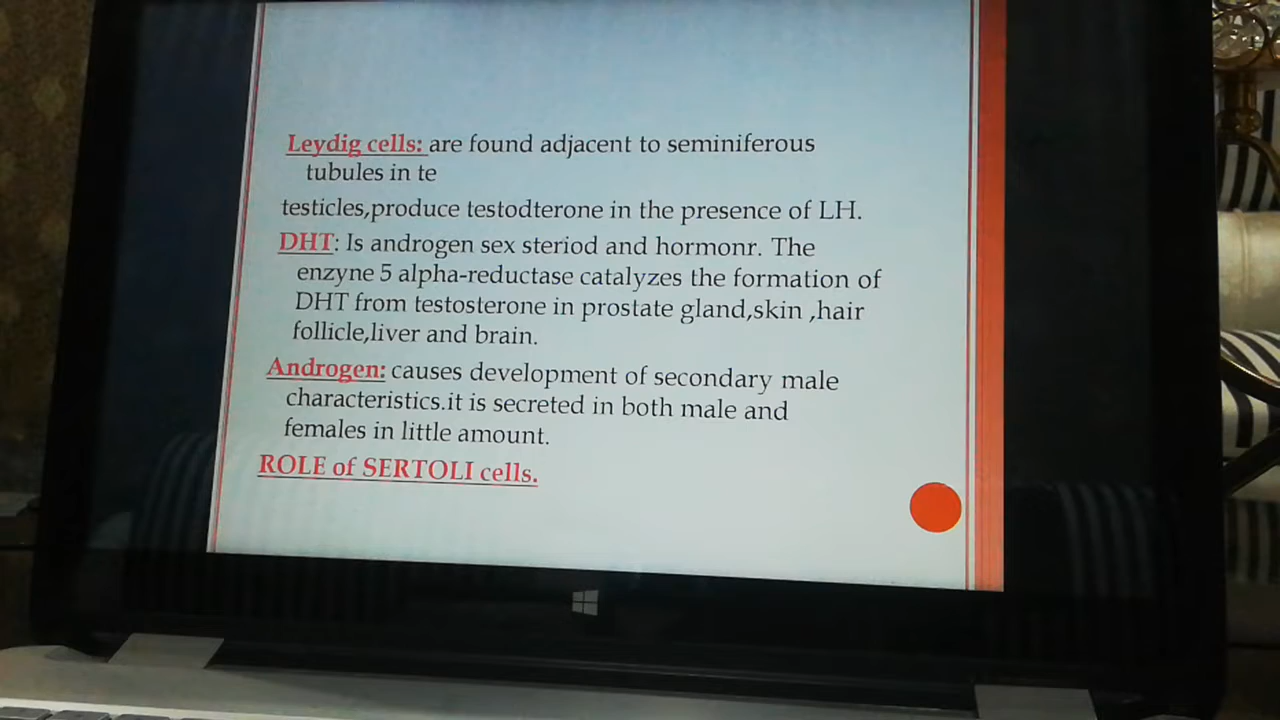 Leydig cells: are found adjacent to seminiferous
tubules in te
testicles,produce testodterone in the presence of LH.
DHT: Is androgen sex steriod and hormonr. The
enzyne 5 alpha-reductase catalyzes the formation of
DHT from testosterone in prostate gland,skin ,hair
follicle,liver and brain.
Androgen: causes development of secondary male
characteristics.it is secreted in both male and
females in little amount.
ROLE of SERTOLI cells.